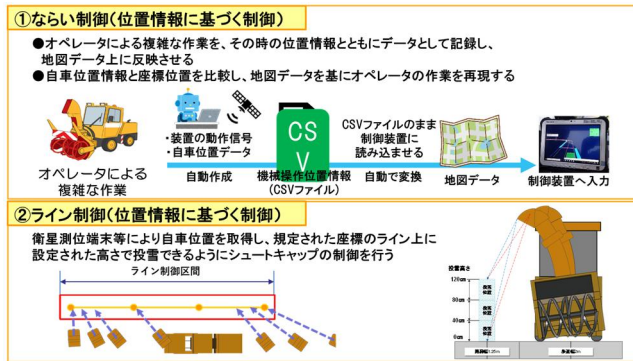 ①ならい制御(位置情報に基づく制御)
●オペレータによる複雑な作業を、その時の位置情報とともにデータとして記録し、
地図データ上に反映させる
●自車位置情報と座標位置を比較し、地図データを基にオペレータの作業を再現する
・装置の動作信号
・自車位置データ
CS
V
CSVファイルのまま
制御装置に
読み込ませる
オペレータによる
複雑な作業
自動作成
機械操作位置情報
(CSVファイル)
自動で変換
地図データ
制御装置へ入力
②ライン制御(位置情報に基づく制御)
衛星測位端末等により自車位置を取得し、規定された座標のライン上に
設定された高さで投雪できるようにシュートキャップの制御を行う
ライン制御区間
投雪高さ
120cm
80cm
40cm
0cm
投雪
位置
投雪
位置
投雪
位置